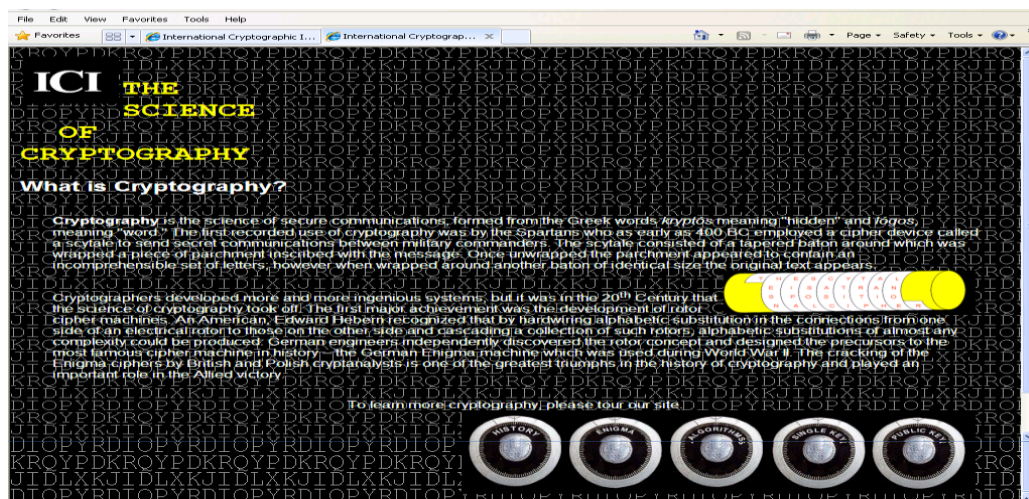 File Edit View Favorites Tools Help
Favorites International Cryptographic I... International Cryptograp... Page Safety Tools
ICI THE
SCIENCE
OF
CRYPTOGRAPHY
What is Cryptography?
Cryptography is the science of secure communications, formed from the Greek words kryptós meaning "hidden" and lógos,
meaning "word." The first recorded use of cryptography was by the Spartans who as early as 400 BC employed a cipher device called
a scytale to send secret communications between military commanders. The scytale consisted of a tapered baton around which was
wrapped a piece of parchment inscribed with the message. Once unwrapped the parchment appeared to contain an
incomprehensible set of letters, however when wrapped around another baton of identical size the original text appears.
Cryptographers developed more and more ingenious systems, but it was in the 20th Century that
the science of cryptography took off. The first major achievement was the development of rotor
cipher machines. An American, Edward Hebern recognized that by hardwiring alphabetic substitution in the connections from one
side of an electrical rotor to those on the other side and cascading a collection of such rotors, alphabetic substitutions of almost any
complexity could be produced. German engineers independently discovered the rotor concept and designed the precursors to the
most famous cipher machine in history - the German Enigma machine which was used during World War II. The cracking of the
Enigma ciphers by British and Polish cryptanalysts is one of the greatest triumphs in the history of cryptography and played an
important role in the Allied victory.
To learn more cryptography, please tour our site.
HISTORY ENIGMA ALGORITHMS SINGLE KEY PUBLIC KEY